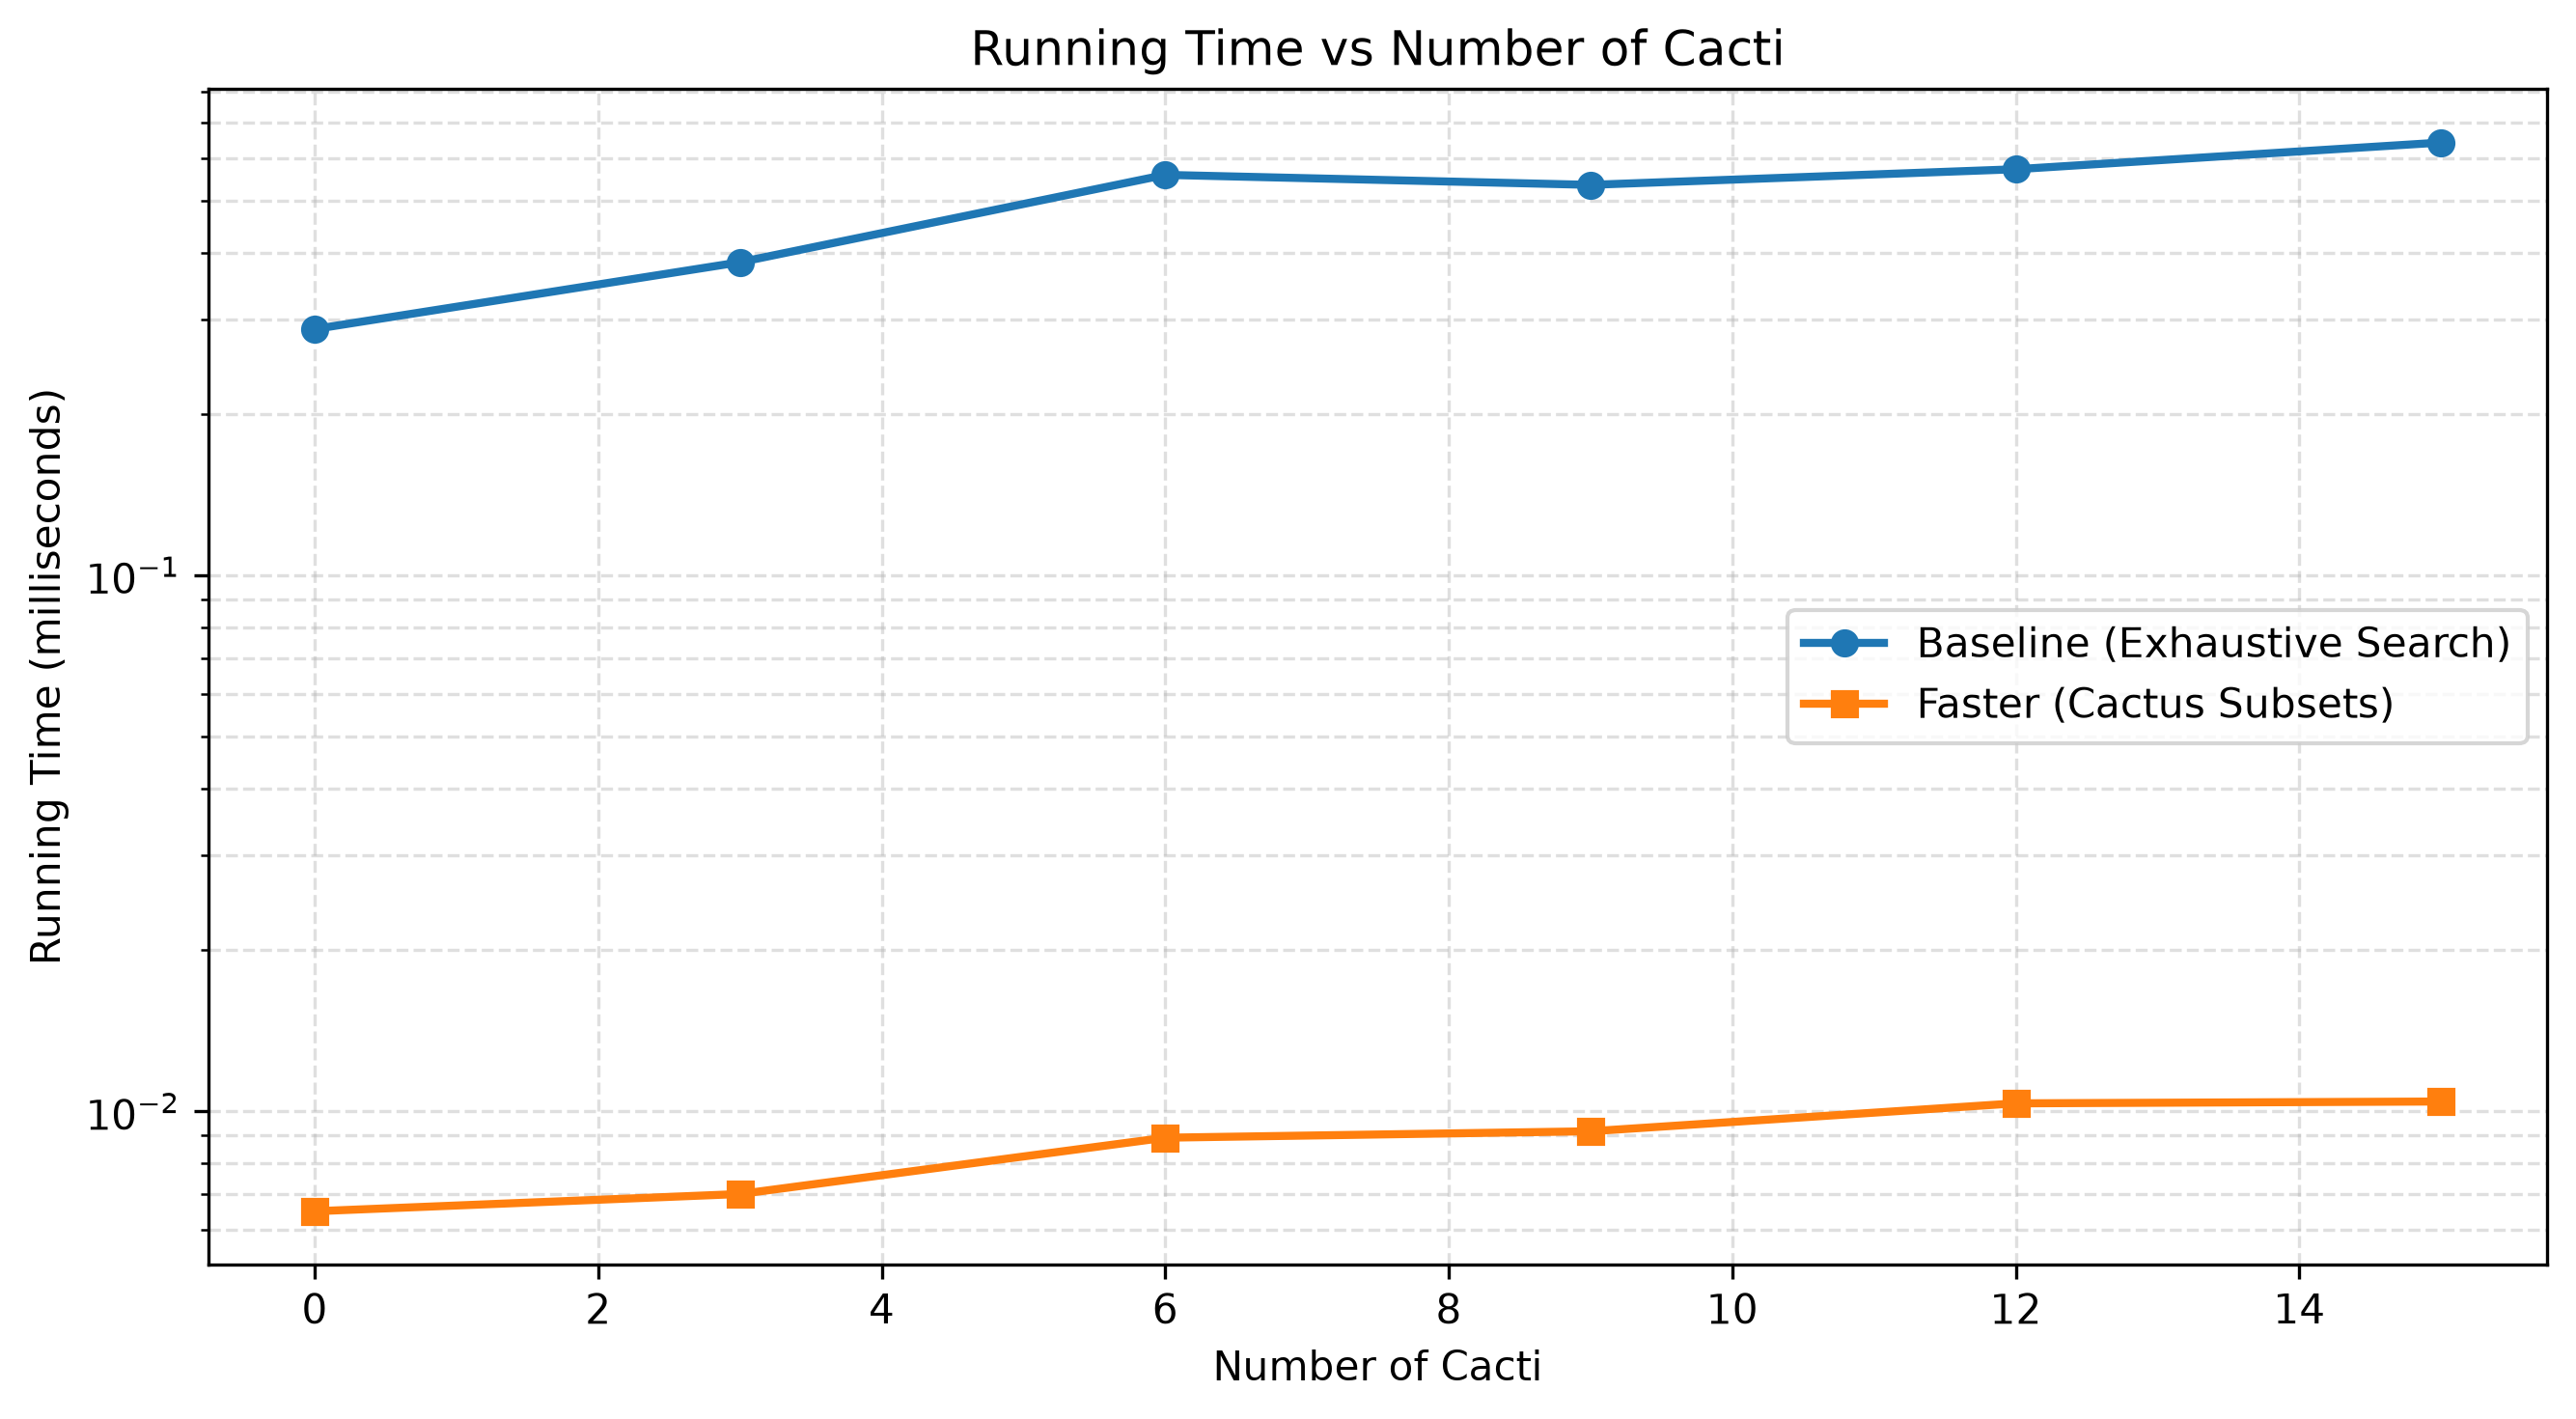 Running Time vs Number of Cacti
Running Time (milliseconds)
10⁻¹
10⁻²
Baseline (Exhaustive Search)
Faster (Cactus Subsets)
0 2 4 6 8 10 12 14
Number of Cacti